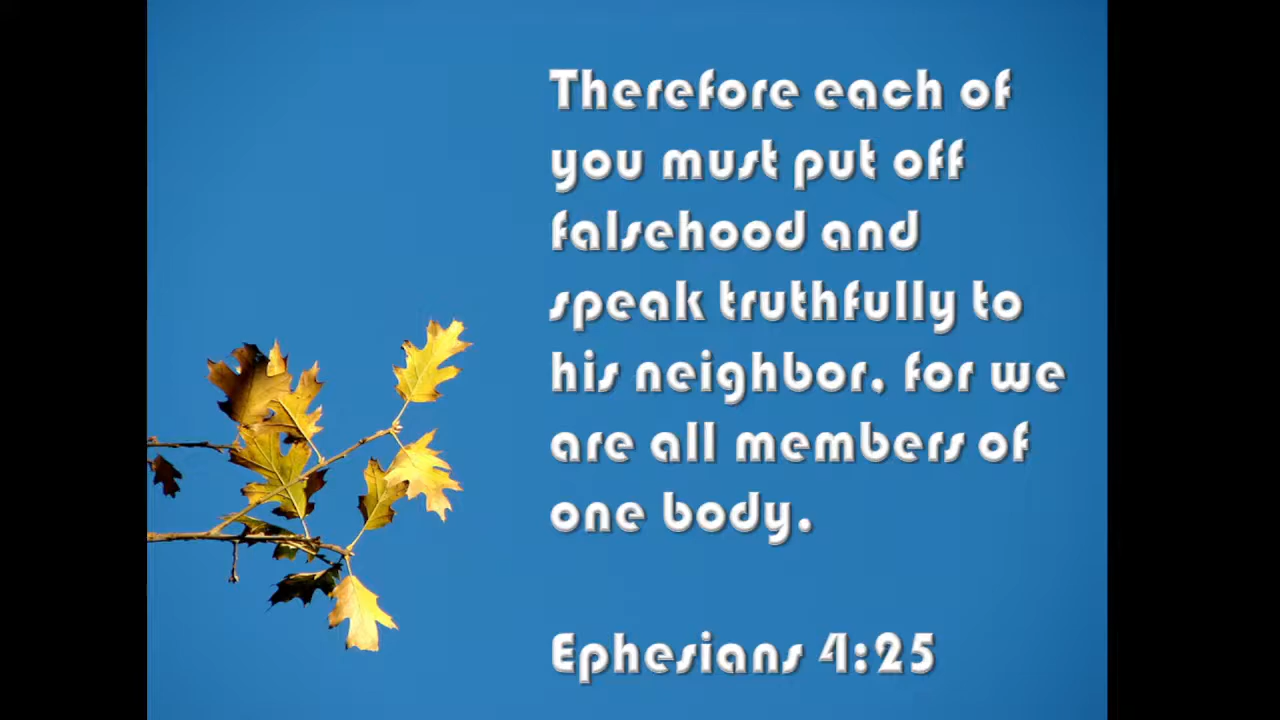 Therefore each of
you must put off
falsehood and
speak truthfully to
his neighbor, for we
are all members of
one body.
Ephesians 4:25